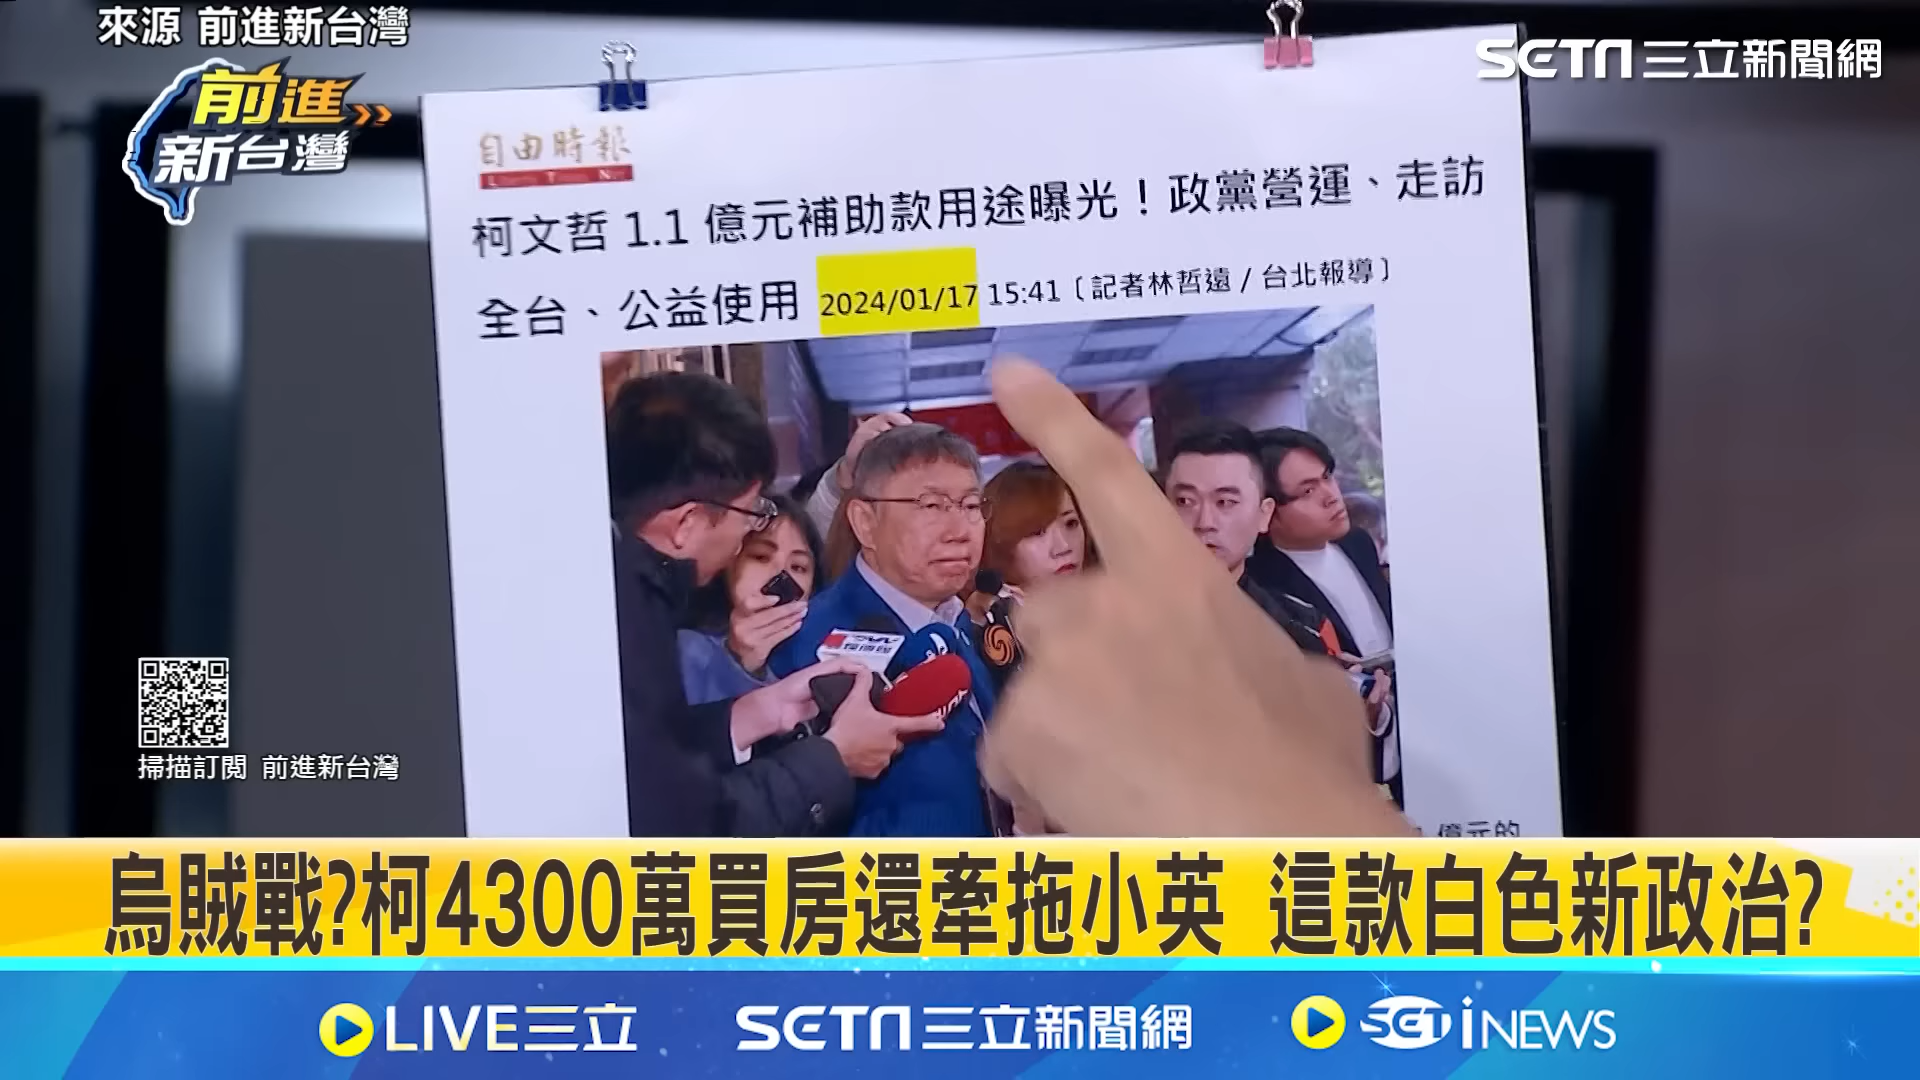 來源 前進新台灣
SETN三立新聞網
前進
新台灣
自由時報
柯文哲 1.1 億元補助款用途曝光！政黨營運、走訪
全台、公益使用 2024/01/17 15:41〔記者林哲遠 / 台北報導〕
億元的
掃描訂閱 前進新台灣
烏賊戰?柯4300萬買房還牽拖小英 這款白色新政治?
LIVE三立
SETN三立新聞網
SETiNEWS